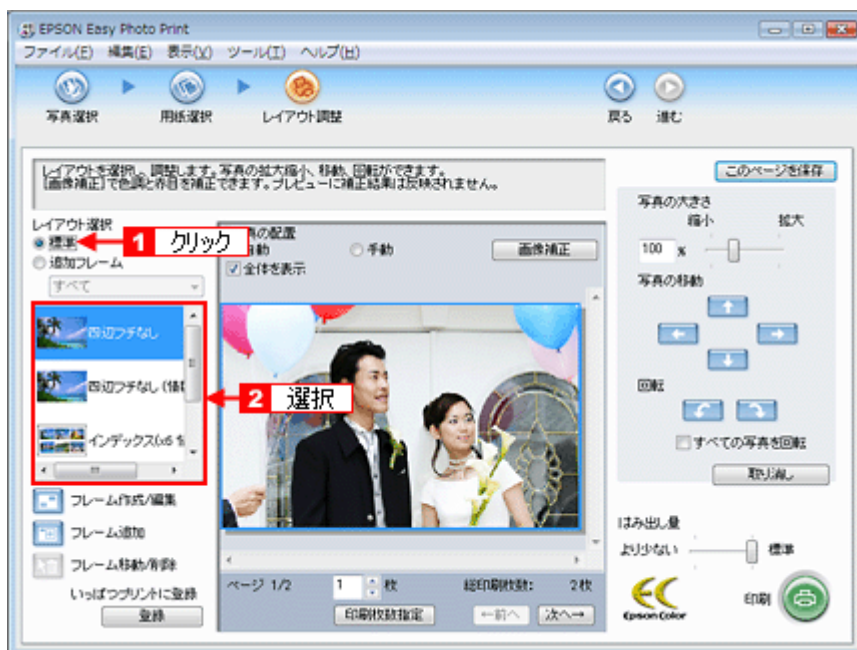 EPSON Easy Photo Print
ファイル(F) 編集(E) 表示(V) ツール(T) ヘルプ(H)
写真選択 用紙選択 レイアウト調整 戻る 進む
レイアウトを選択し、調整します。写真の拡大縮小、移動、回転ができます。
[画像補正]で色調と赤目を補正できます。プレビューに補正結果は反映されません。
このページを保存
レイアウト選択
標準
1 クリック
追加フレーム
すべて
四辺フチなし
四辺フチなし (情
インデックス(x6
2 選択
フレーム作成/編集
フレーム追加
フレーム移動/削除
いっぱつプリントに登録
登録
の配置
手動
画像補正
全体を表示
ページ 1/2 1 枚 総印刷枚数: 2枚
印刷枚数指定 ←前へ 次へ→
写真の大きさ
縮小 拡大
100 %
写真の移動
回転
すべての写真を回転
取り消し
はみ出し量
より少ない 標準
Epson Color
印刷